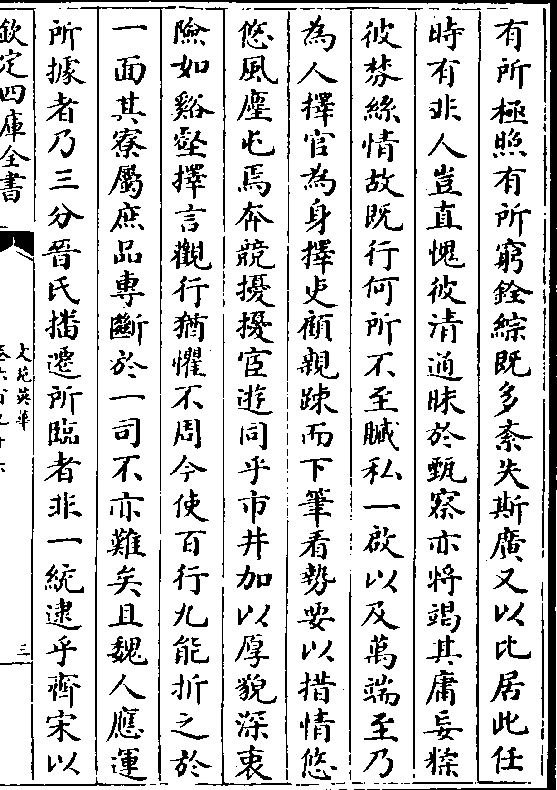 有所極照有所窮銓綜既多紊失斯廣又以比居此任
時有非人豈直愧彼清通昧於甄察亦将竭其庸妄糅
彼棼絲情故既行何所不至贓私一啟以及萬端至乃
為人擇官為身擇吏顧親踈而下筆看勢要以措情悠
悠風塵屯焉奔競擾擾宦逰同乎市井加以厚貌深衷
險如谿壑擇言觀行猶懼不周今使百行九能折之於
一面其寮屬庶品專斷於一司不亦難矣且魏人應運
所據者乃三分晉氏播遷所臨者非一統逮乎齊宋以
欽定四庫全書
文苑英華
卷六百九十六
三